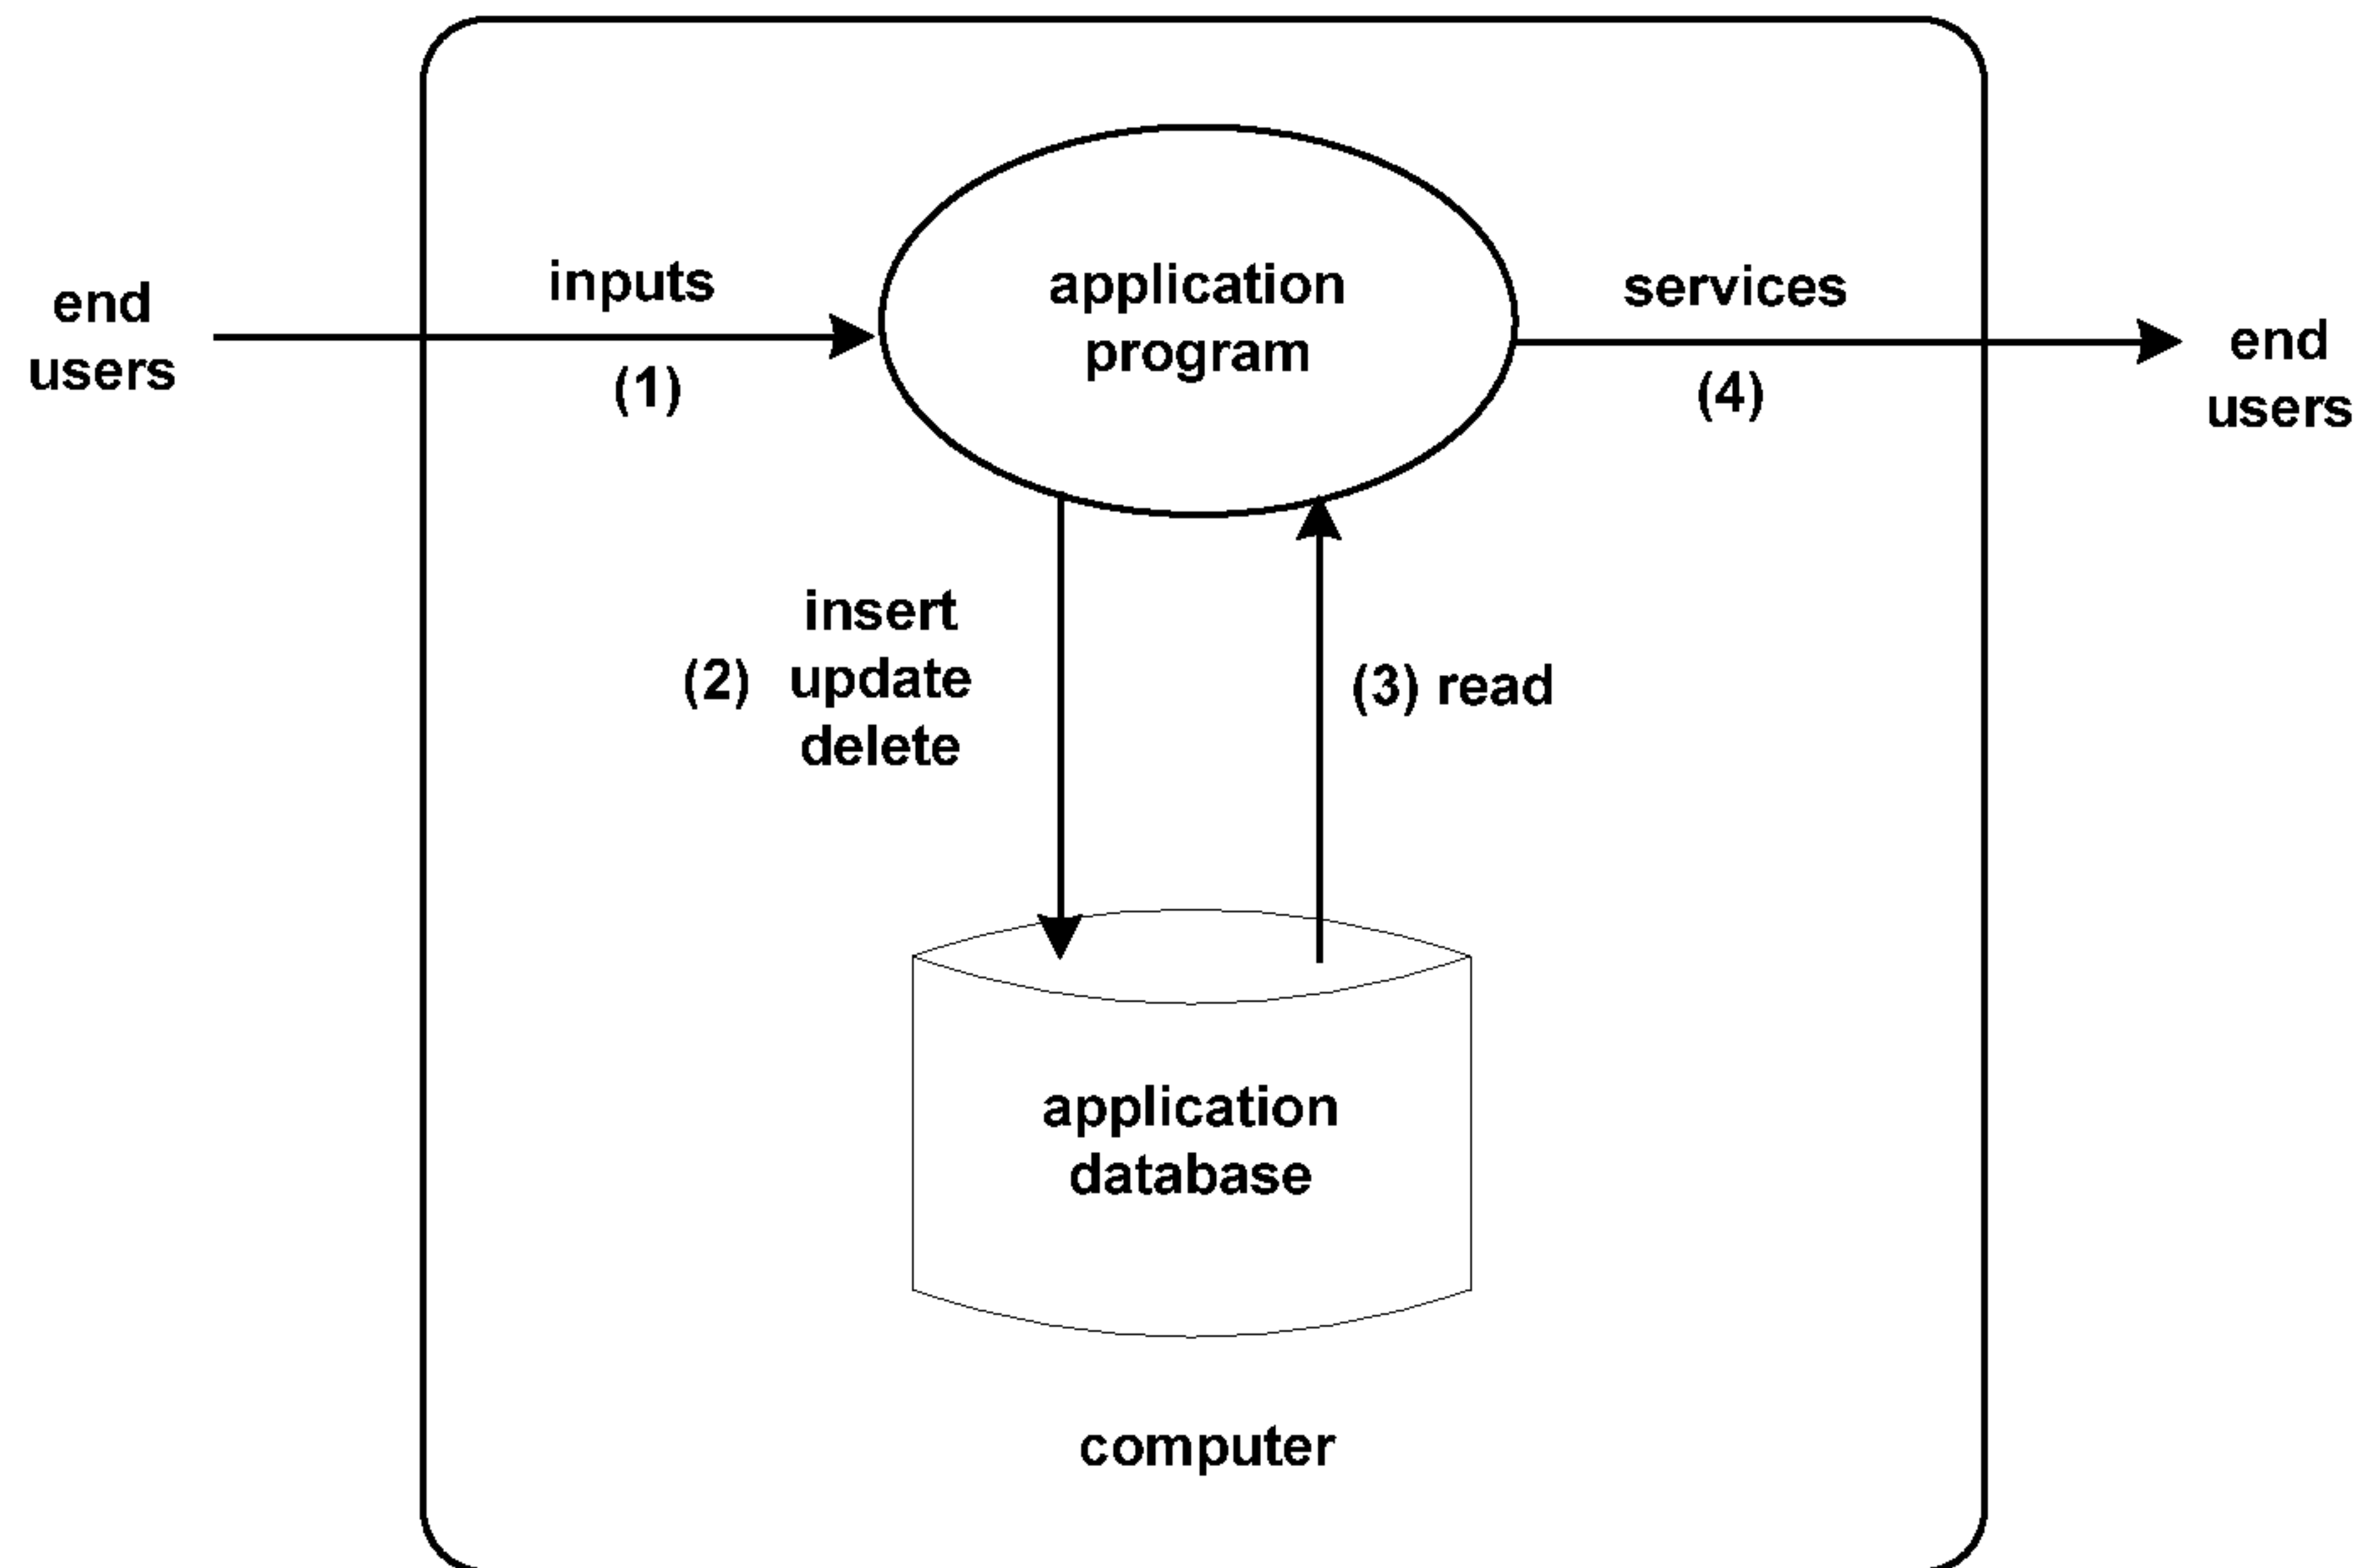 end
users
inputs
(1)
application
program
services
(4)
end
users
insert
(2) update
delete
(3) read
application
database
computer